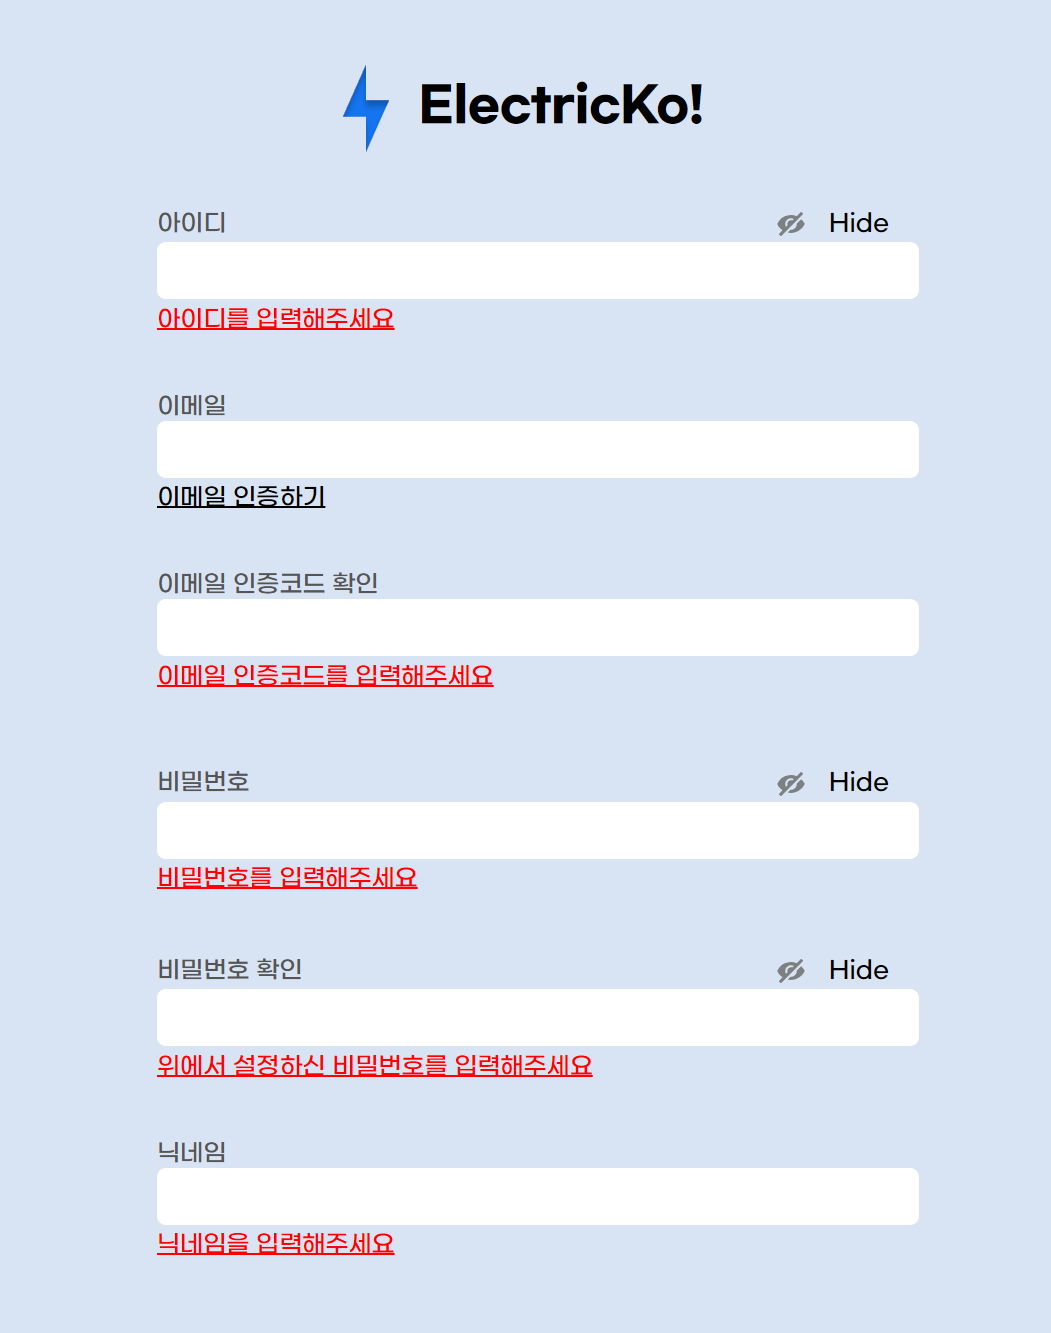 ElectricKo!
아이디 Hide
아이디를 입력해주세요
이메일
이메일 인증하기
이메일 인증코드 확인
이메일 인증코드를 입력해주세요
비밀번호 Hide
비밀번호를 입력해주세요
비밀번호 확인 Hide
위에서 설정하신 비밀번호를 입력해주세요
닉네임
닉네임을 입력해주세요